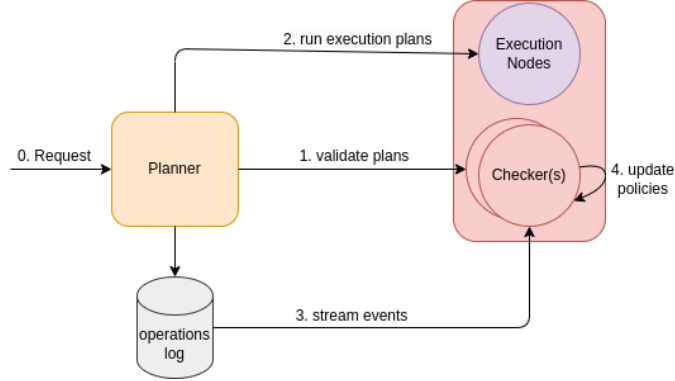 2. run execution plans
Execution
Nodes
0. Request
Planner
1. validate plans
Checker(s)
4. update
policies
operations
log
3. stream events